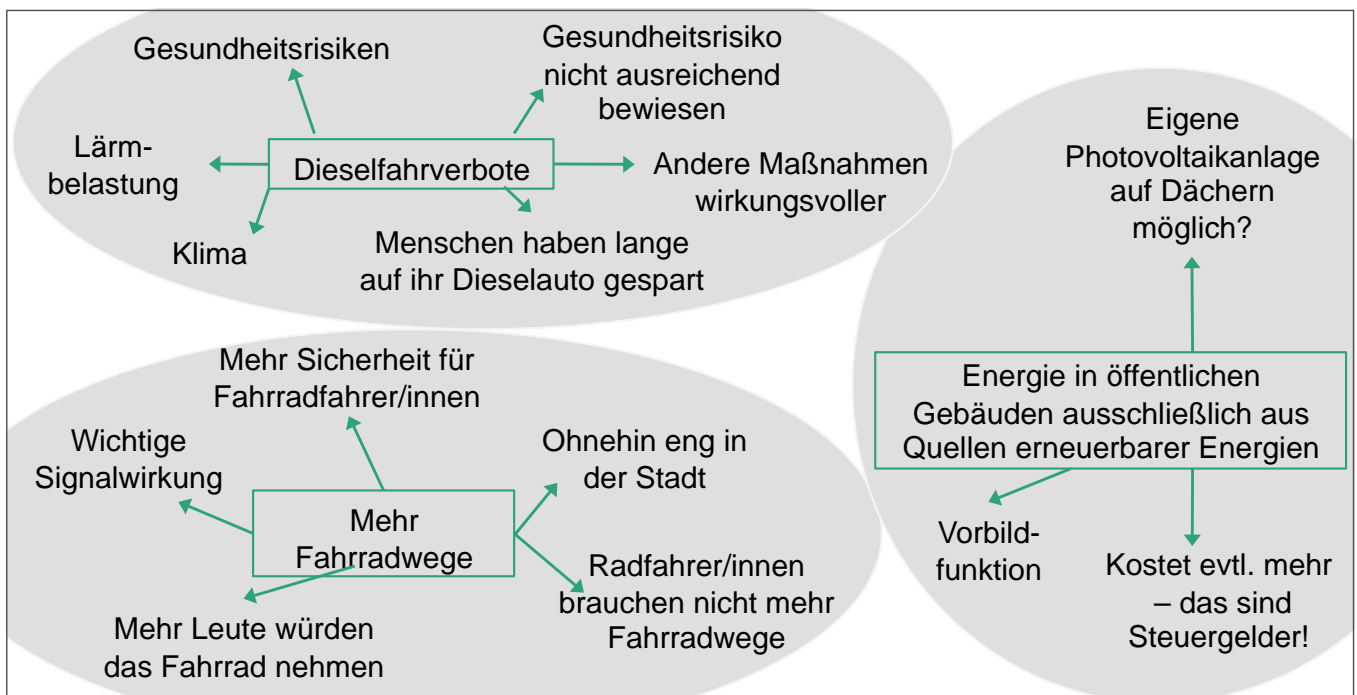 Gesundheitsrisiken
Gesundheitsrisiko
nicht ausreichend
bewiesen
Lärm-
belastung
Dieselfahrverbote
Andere Maßnahmen
wirkungsvoller
Klima
Menschen haben lange
auf ihr Dieselauto gespart
Eigene
Photovoltaikanlage
auf Dächern
möglich?
Energie in öffentlichen
Gebäuden ausschließlich aus
Quellen erneuerbarer Energien
Vorbild-
funktion
Kostet evtl. mehr
– das sind
Steuergelder!
Mehr Sicherheit für
Fahrradfahrer/innen
Wichtige
Signalwirkung
Ohnehin eng in
der Stadt
Mehr
Fahrradwege
Radfahrer/innen
brauchen nicht mehr
Fahrradwege
Mehr Leute würden
das Fahrrad nehmen